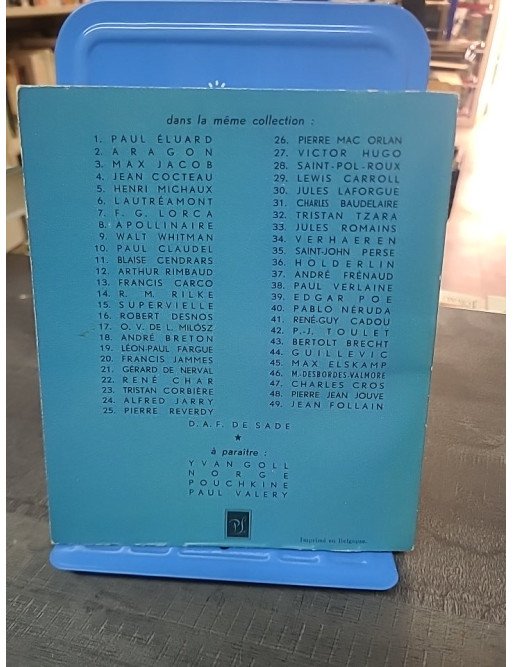 dans la même collection :
1. PAUL ÉLUARD
2. ARAGON
3. MAX JACOB
4. JEAN COCTEAU
5. HENRI MICHAUX
6. LAUTRÉAMONT
7. F. G. LORCA
8. APOLLINAIRE
9. WALT WHITMAN
10. PAUL CLAUDEL
11. BLAISE CENDRARS
12. ARTHUR RIMBAUD
13. FRANCIS CARCO
14. R. M. RILKE
15. SUPERVIELLE
16. ROBERT DESNOS
17. O. V. DE L. MILOSZ
18. ANDRÉ BRETON
19. LÉON-PAUL FARGUE
20. FRANCIS JAMMES
21. GÉRARD DE NERVAL
22. RENÉ CHAR
23. TRISTAN CORBIÈRE
24. ALFRED JARRY
25. PIERRE REVERDY
26. PIERRE MAC ORLAN
27. VICTOR HUGO
28. SAINT-POL-ROUX
29. LEWIS CARROLL
30. JULES LAFORGUE
31. CHARLES BAUDELAIRE
32. TRISTAN TZARA
33. JULES ROMAINS
34. VERHAEREN
35. SAINT-JOHN PERSE
36. HOLDERLIN
37. ANDRÉ FRÉNAUD
38. PAUL VERLAINE
39. EDGAR POE
40. PABLO NÉRUDA
41. RENÉ-GUY CADOU
42. P.-J. TOULET
43. BERTOLT BRECHT
44. GUILLEVIC
45. MAX ELSKAMP
46. M. DESBORDES-VALMORE
47. CHARLES CROS
48. PIERRE JEAN JOUVE
49. JEAN FOLLAIN
D.A.F. DE SADE
★
à paraître :
YVAN GOLL
NORGE
POUCHKINE
PAUL VALERY
PS
Imprimé en Belgique.